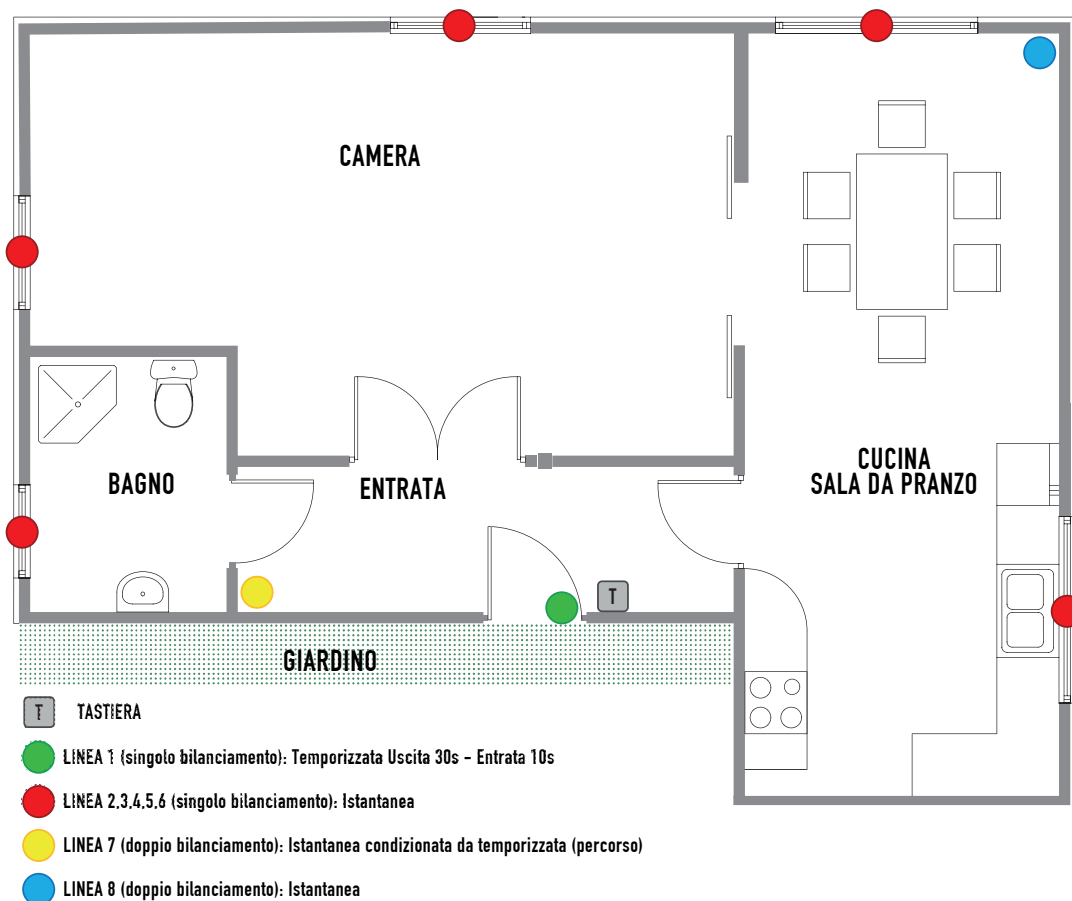 CAMERA
BAGNO
ENTRATA
CUCINA
SALA DA PRANZO
T
GIARDINO
T TASTIERA
LINEA 1 (singolo bilanciamento): Temporizzata Uscita 30s - Entrata 10s
LINEA 2,3,4,5,6 (singolo bilanciamento): Istantanea
LINEA 7 (doppio bilanciamento): Istantanea condizionata da temporizzata (percorso)
LINEA 8 (doppio bilanciamento): Istantanea